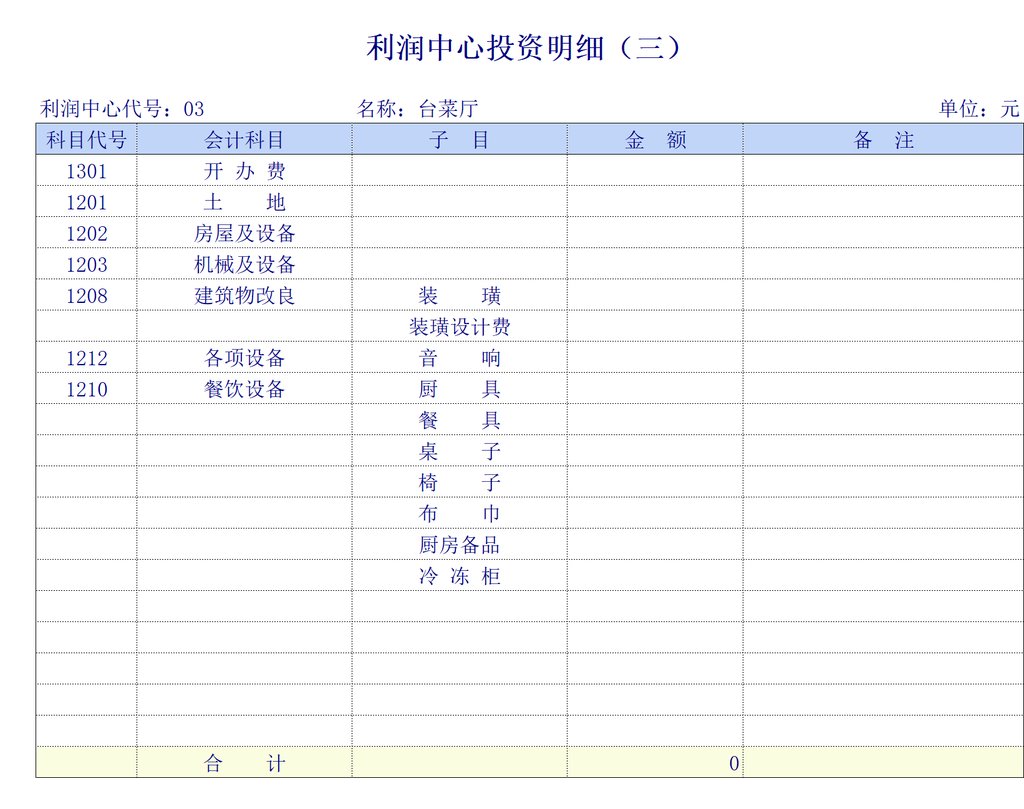 利润中心投资明细（三）
利润中心代号：03 名称：台菜厅 单位：元
科目代号 会计科目 子 目 金 额 备 注
1301 开 办 费
1201 土 地
1202 房屋及设备
1203 机械及设备
1208 建筑物改良 装 璜
装璜设计费
1212 各项设备 音 响
1210 餐饮设备 厨 具
餐 具
桌 子
椅 子
布 巾
厨房备品
冷 冻 柜
合 计 0